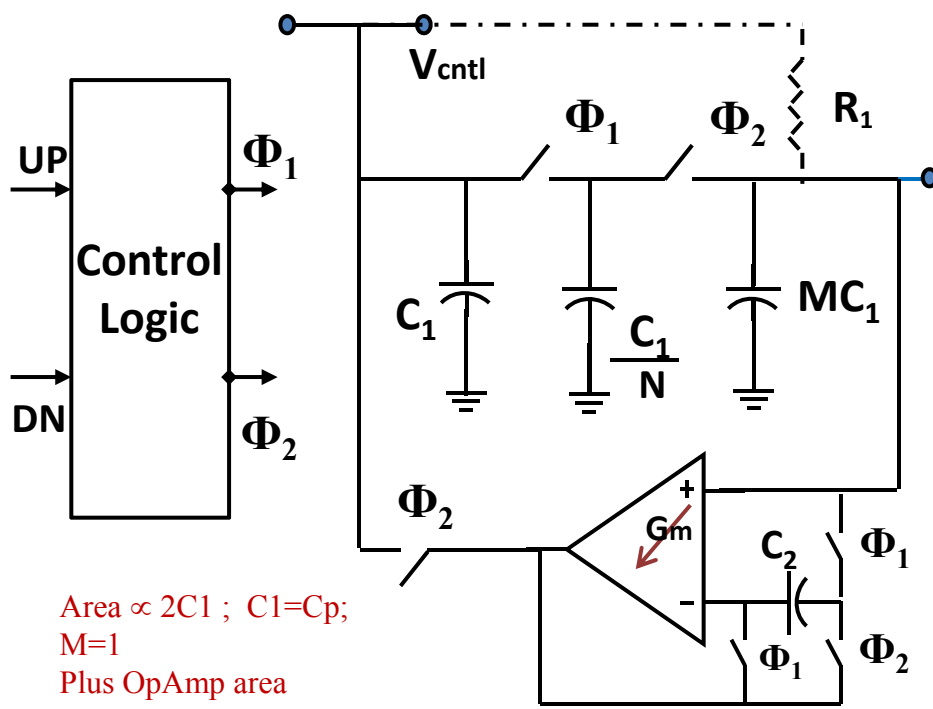 Vcntl
R1
Φ1
Φ2
UP
Φ1
Control
Logic
C1
C1
N
MC1
DN
Φ2
Φ2
+
Gm
−
C2
Φ1
Φ1
Φ2
Area ∝ 2C1 ; C1=Cp;
M=1
Plus OpAmp area